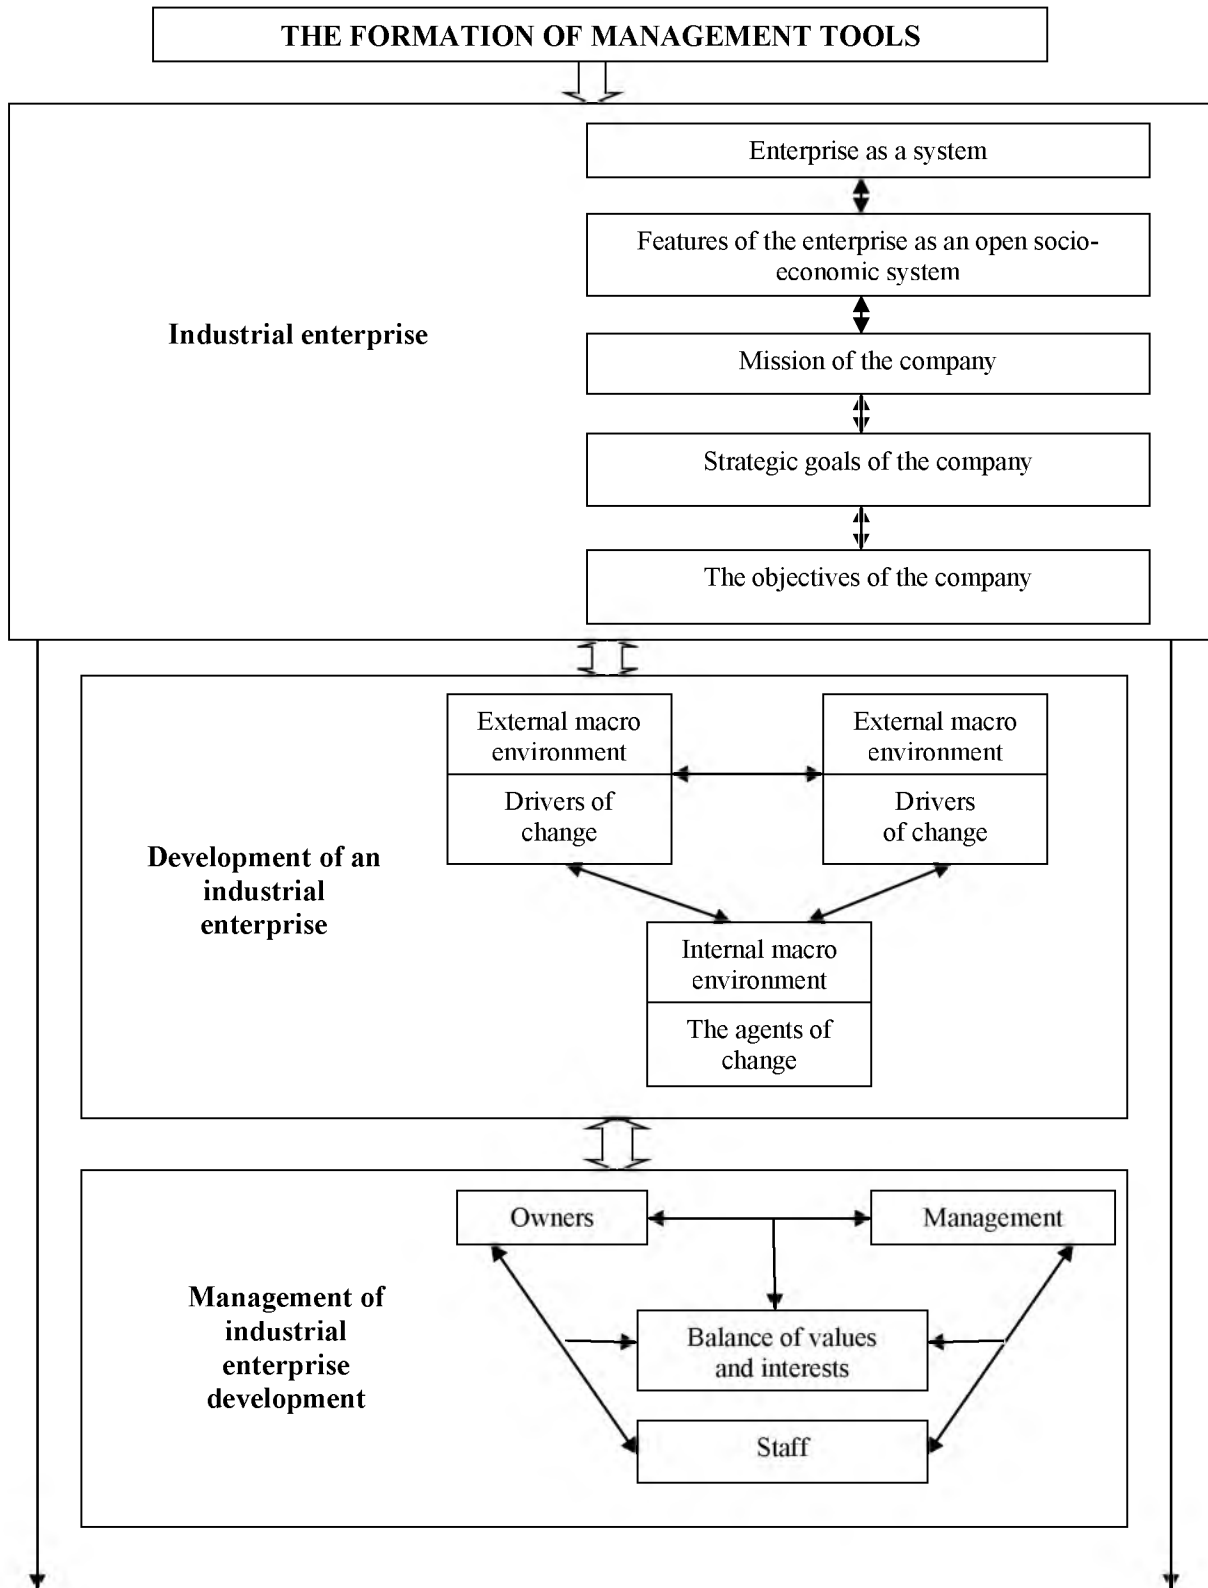 THE FORMATION OF MANAGEMENT TOOLS
Industrial enterprise
Enterprise as a system
Features of the enterprise as an open socio-
economic system
Mission of the company
Strategic goals of the company
The objectives of the company
Development of an
industrial
enterprise
External macro
environment
Drivers of
change
External macro
environment
Drivers
of change
Internal macro
environment
The agents of
change
Management of
industrial
enterprise
development
Owners
Management
Balance of values
and interests
Staff